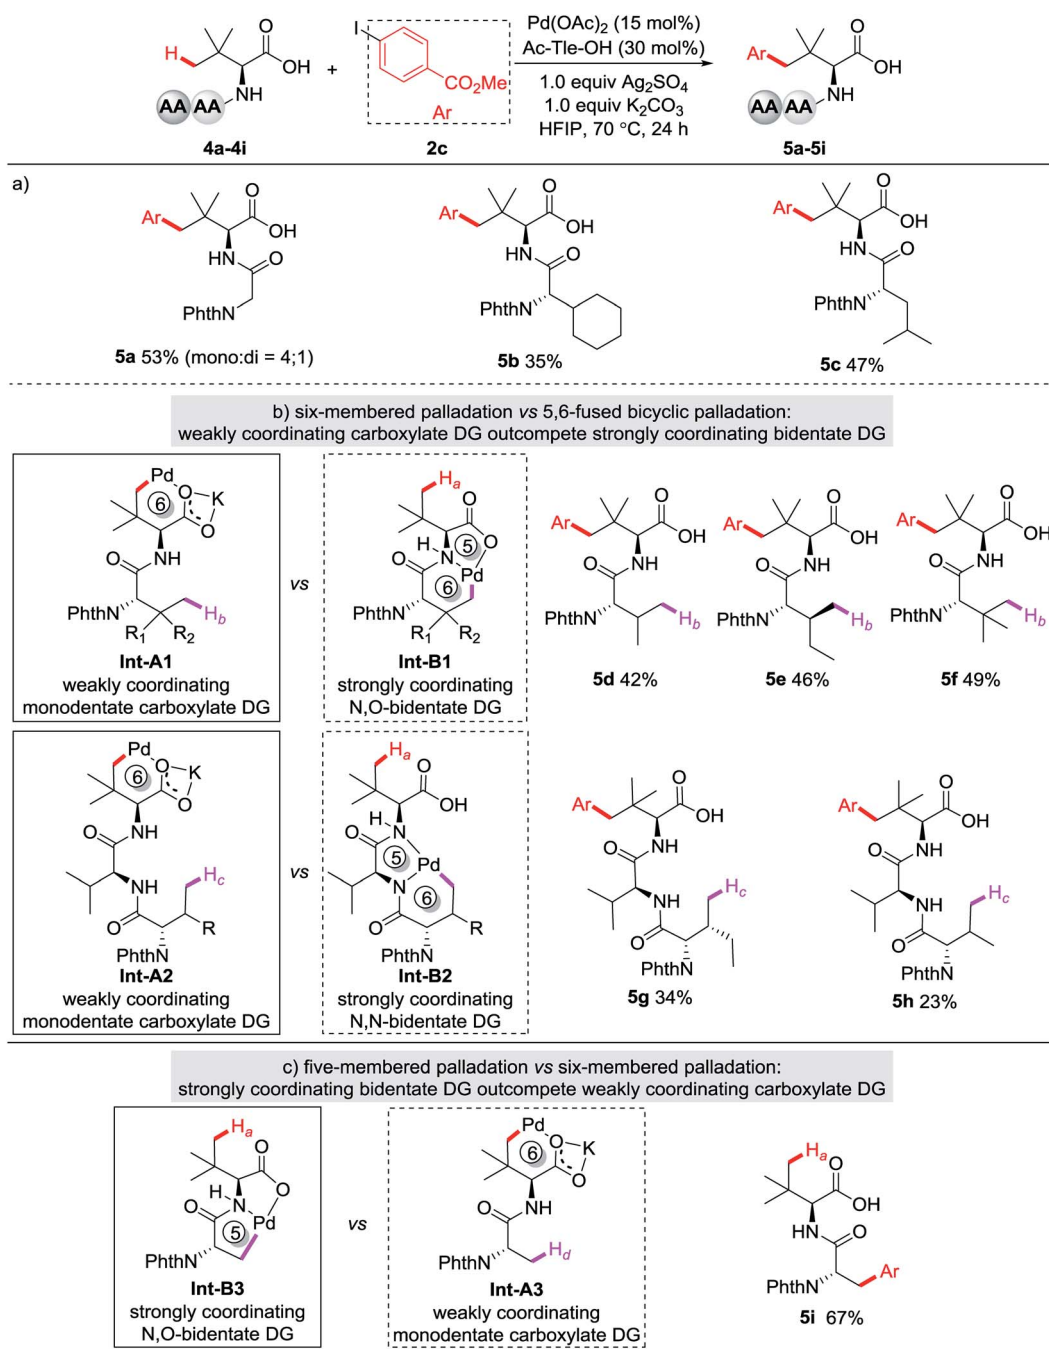 H
O
OH
NH
AA AA
4a-4i
+
I
CO₂Me
Ar
2c
Pd(OAc)₂ (15 mol%)
Ac-Tle-OH (30 mol%)
1.0 equiv Ag₂SO₄
1.0 equiv K₂CO₃
HFIP, 70 °C, 24 h
Ar
O
OH
NH
AA AA
5a-5i
a)
Ar
O
OH
HN
O
PhthN
5a 53% (mono:di = 4;1)
Ar
O
OH
HN
O
PhthN
5b 35%
Ar
O
OH
HN
O
PhthN
5c 47%
b) six-membered palladation vs 5,6-fused bicyclic palladation:
weakly coordinating carboxylate DG outcompete strongly coordinating bidentate DG
Pd
6
O
K
O
O
NH
PhthN
R₁ R₂
Hb
Int-A1
weakly coordinating
monodentate carboxylate DG
vs
Ha
O
H
5
O
N
O
Pd
6
PhthN
R₁ R₂
Int-B1
strongly coordinating
N,O-bidentate DG
Ar
O
OH
NH
O
PhthN
Hb
5d 42%
Ar
O
OH
NH
O
PhthN
Hb
5e 46%
Ar
O
OH
NH
O
PhthN
Hb
5f 49%
Pd
6
O
K
O
O
NH
NH
Hc
O
R
PhthN
Int-A2
weakly coordinating
monodentate carboxylate DG
vs
Ha
O
OH
H
N
O
5
Pd
N
6
O
R
PhthN
Int-B2
strongly coordinating
N,N-bidentate DG
Ar
O
OH
NH
O
NH
Hc
O
PhthN
5g 34%
Ar
O
OH
NH
O
NH
Hc
O
PhthN
5h 23%
c) five-membered palladation vs six-membered palladation:
strongly coordinating bidentate DG outcompete weakly coordinating carboxylate DG
Ha
O
H
O
N
O
Pd
5
PhthN
Int-B3
strongly coordinating
N,O-bidentate DG
vs
Pd
6
O
K
O
NH
O
PhthN
Hd
Int-A3
weakly coordinating
monodentate carboxylate DG
Ha
O
OH
HN
O
PhthN
Ar
5i 67%